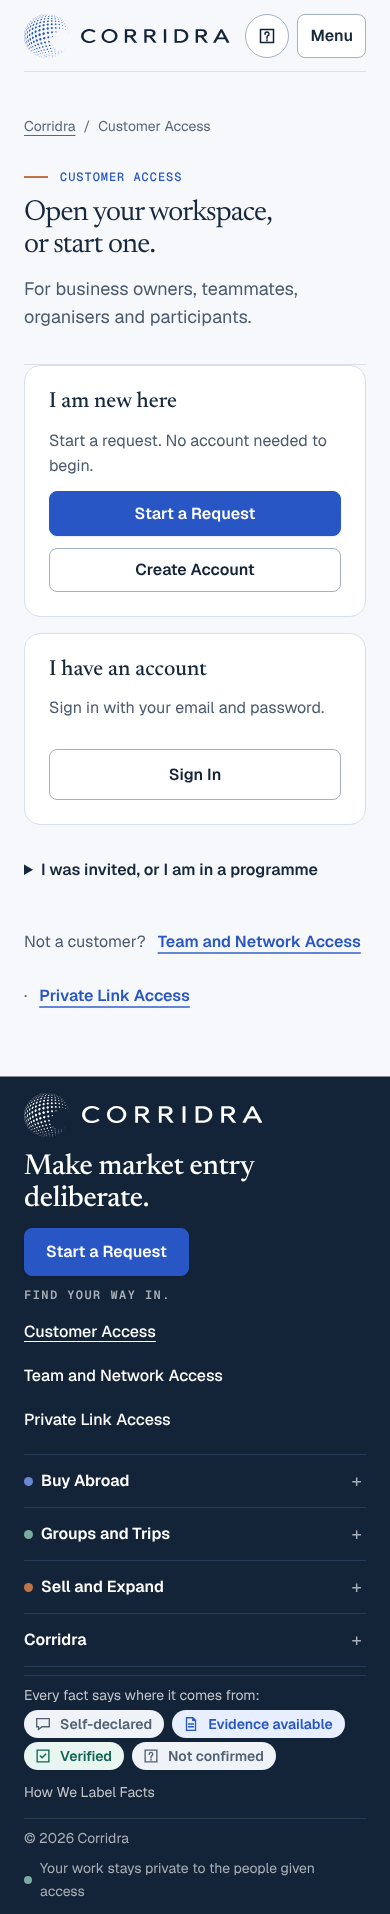 CORRIDRA
Menu
Corridra / Customer Access
CUSTOMER ACCESS
Open your workspace,
or start one.
For business owners, teammates,
organisers and participants.
I am new here
Start a request. No account needed to
begin.
Start a Request
Create Account
I have an account
Sign in with your email and password.
Sign In
I was invited, or I am in a programme
Not a customer? Team and Network Access
· Private Link Access
CORRIDRA
Make market entry
deliberate.
Start a Request
FIND YOUR WAY IN.
Customer Access
Team and Network Access
Private Link Access
Buy Abroad +
Groups and Trips +
Sell and Expand +
Corridra +
Every fact says where it comes from:
Self-declared Evidence available
Verified Not confirmed
How We Label Facts
© 2026 Corridra
Your work stays private to the people given
access